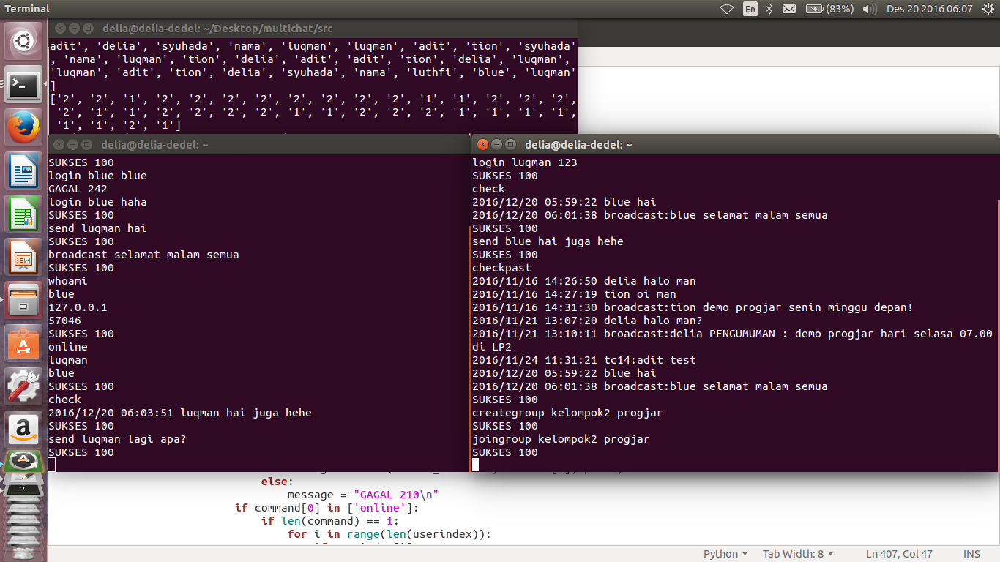 Terminal
En
(83%)
Des 20 2016 06:07
delia@delia-dedel: ~/Desktop/multichat/src
adit', 'delia', 'syuhada', 'nama', 'luqman', 'luqman', 'adit', 'tion', 'syuhada'
, 'nama', 'luqman', 'tion', 'delia', 'adit', 'adit', 'tion', 'delia', 'luqman',
'luqman', 'adit', 'tion', 'delia', 'syuhada', 'nama', 'luthfi', 'blue', 'luqman'
]
['2', '2', '1', '2', '2', '2', '2', '2', '2', '2', '2', '1', '1', '2', '2', '2',
'2', '1', '1', '2', '2', '2', '2', '1', '1', '2', '2', '2', '1', '1', '1', '1',
'1', '1', '2', '1']
delia@delia-dedel: ~
SUKSES 100
login blue blue
GAGAL 242
login blue haha
SUKSES 100
send luqman hai
SUKSES 100
broadcast selamat malam semua
SUKSES 100
whoami
blue
127.0.0.1
57046
SUKSES 100
online
luqman
blue
SUKSES 100
check
2016/12/20 06:03:51 luqman hai juga hehe
SUKSES 100
send luqman lagi apa?
SUKSES 100
delia@delia-dedel: ~
login luqman 123
SUKSES 100
check
2016/12/20 05:59:22 blue hai
2016/12/20 06:01:38 broadcast:blue selamat malam semua
SUKSES 100
send blue hai juga hehe
SUKSES 100
checkpast
2016/11/16 14:26:50 delia halo man
2016/11/16 14:27:19 tion oi man
2016/11/16 14:31:30 broadcast:tion demo progjar senin minggu depan!
2016/11/21 13:07:20 delia halo man?
2016/11/21 13:10:11 broadcast:delia PENGUMUMAN : demo progjar hari selasa 07.00
di LP2
2016/11/24 11:31:21 tc14:adit test
2016/12/20 05:59:22 blue hai
2016/12/20 06:01:38 broadcast:blue selamat malam semua
SUKSES 100
creategroup kelompok2 progjar
SUKSES 100
joingroup kelompok2 progjar
SUKSES 100
else:
message = "GAGAL 210\n"
if command[0] in ['online']:
if len(command) == 1:
for i in range(len(userindex)):
Python
Tab Width: 8
Ln 407, Col 47
INS